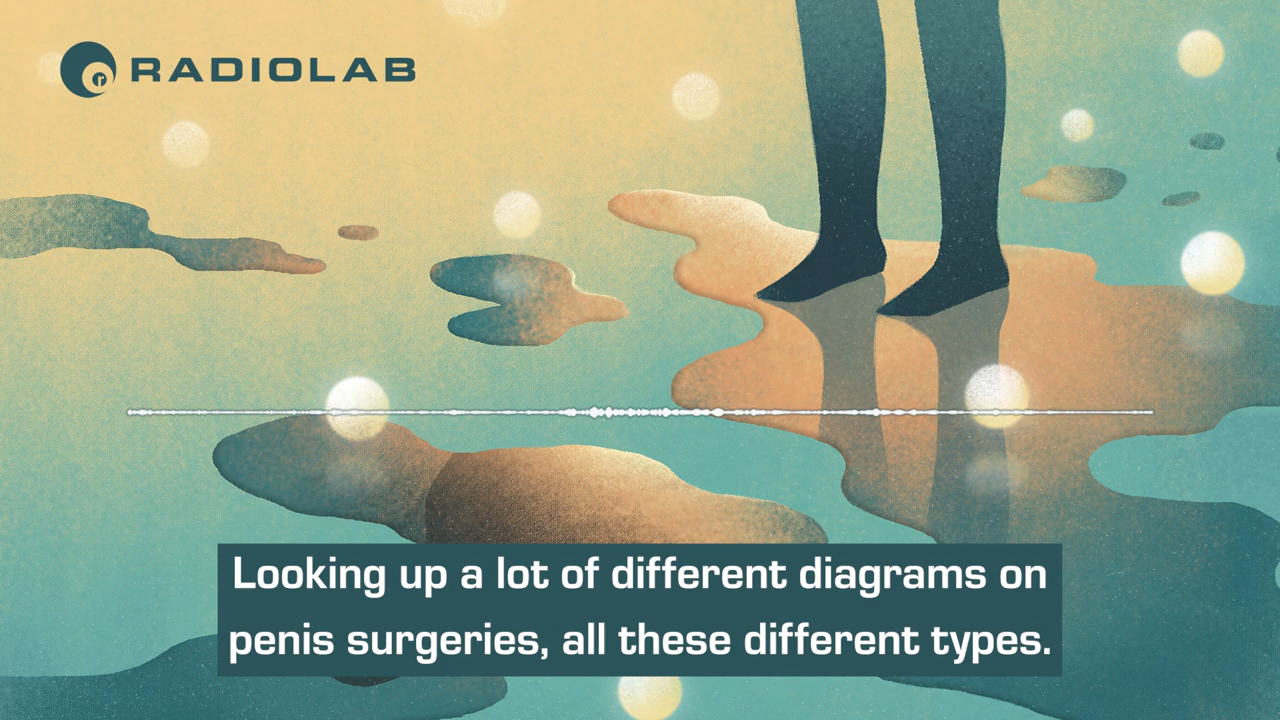 RADIOLAB
Looking up a lot of different diagrams on
penis surgeries, all these different types.